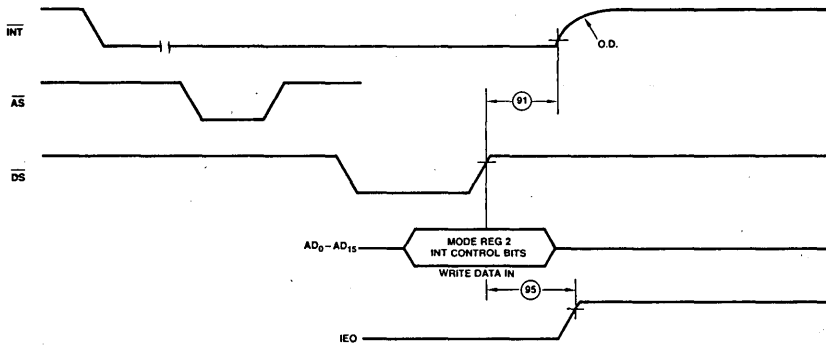 INT
O.D.
AS
91
DS
AD0–AD15
MODE REG 2
INT CONTROL BITS
WRITE DATA IN
95
IEO